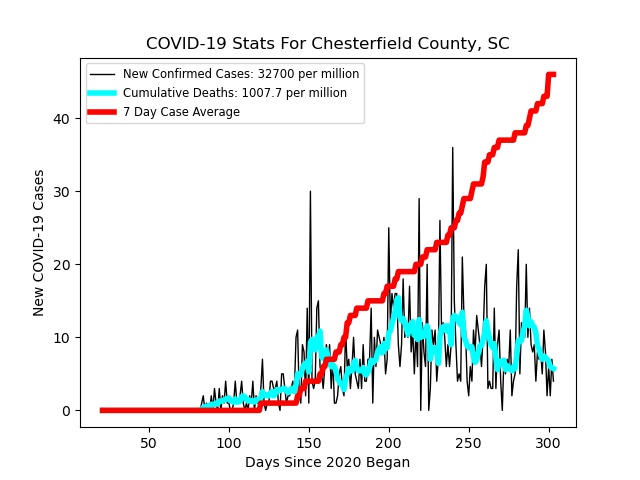 COVID-19 Stats For Chesterfield County, SC
New Confirmed Cases: 32700 per million
Cumulative Deaths: 1007.7 per million
7 Day Case Average
New COVID-19 Cases
40
30
20
10
0
50 100 150 200 250 300
Days Since 2020 Began